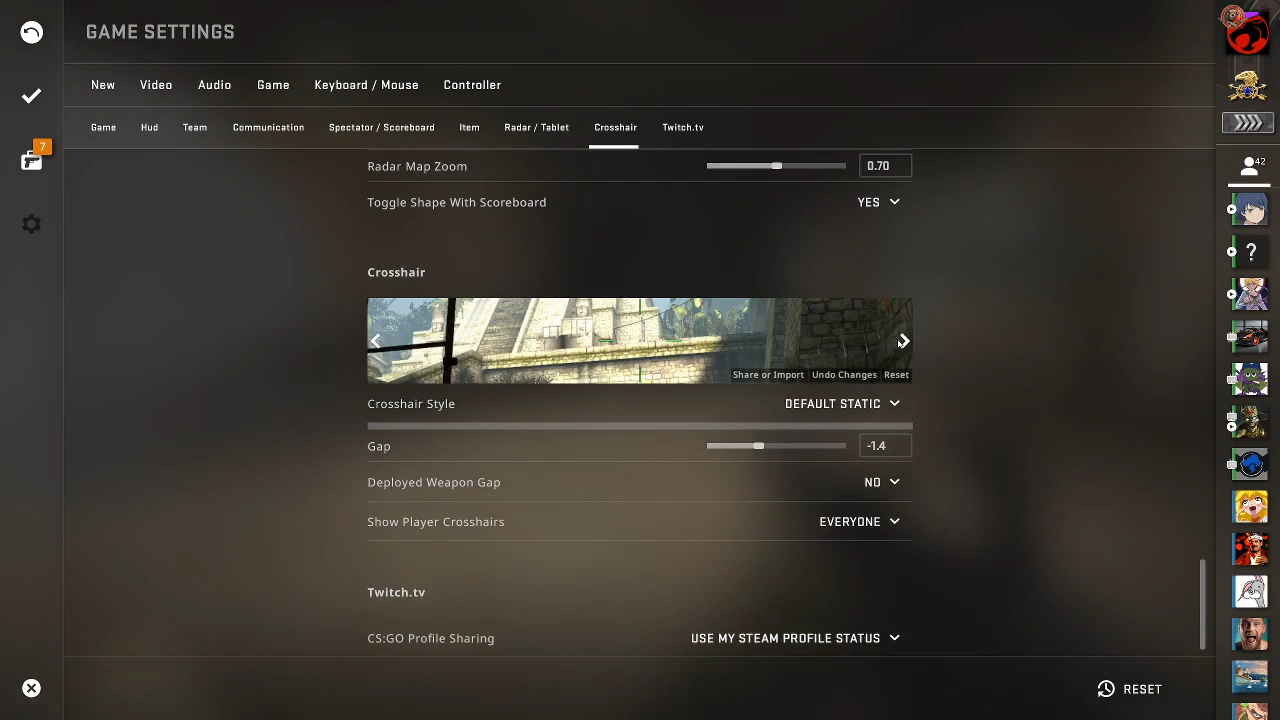 GAME SETTINGS
New Video Audio Game Keyboard / Mouse Controller
Game Hud Team Communication Spectator / Scoreboard Item Radar / Tablet Crosshair Twitch.tv
7
42
?
Radar Map Zoom 0.70
Toggle Shape With Scoreboard YES
Crosshair
Share or Import Undo Changes Reset
Crosshair Style DEFAULT STATIC
Gap -1.4
Deployed Weapon Gap NO
Show Player Crosshairs EVERYONE
Twitch.tv
CS:GO Profile Sharing USE MY STEAM PROFILE STATUS
RESET